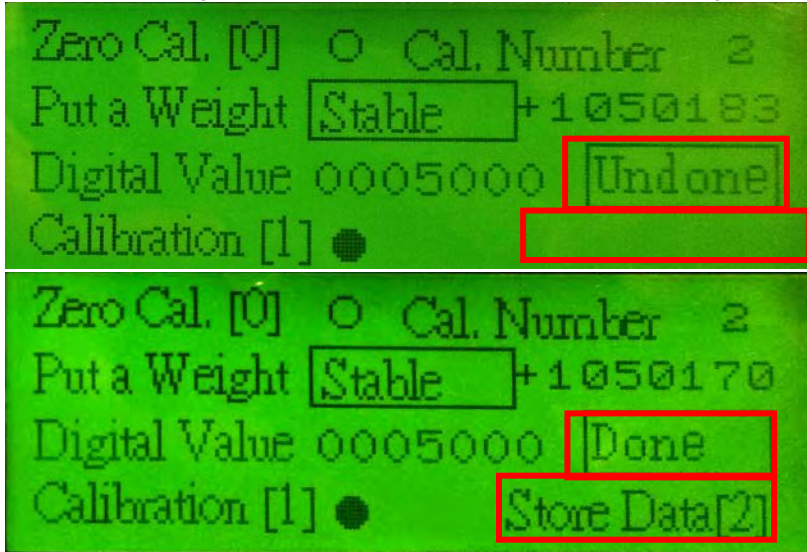 Zero Cal. [0] Cal. Number 2
Put a Weight Stable +1050183
Digital Value 0005000 Undone
Calibration [1]
Zero Cal. [0] Cal. Number 2
Put a Weight Stable +1050170
Digital Value 0005000 Done
Calibration [1] Store Data[2]